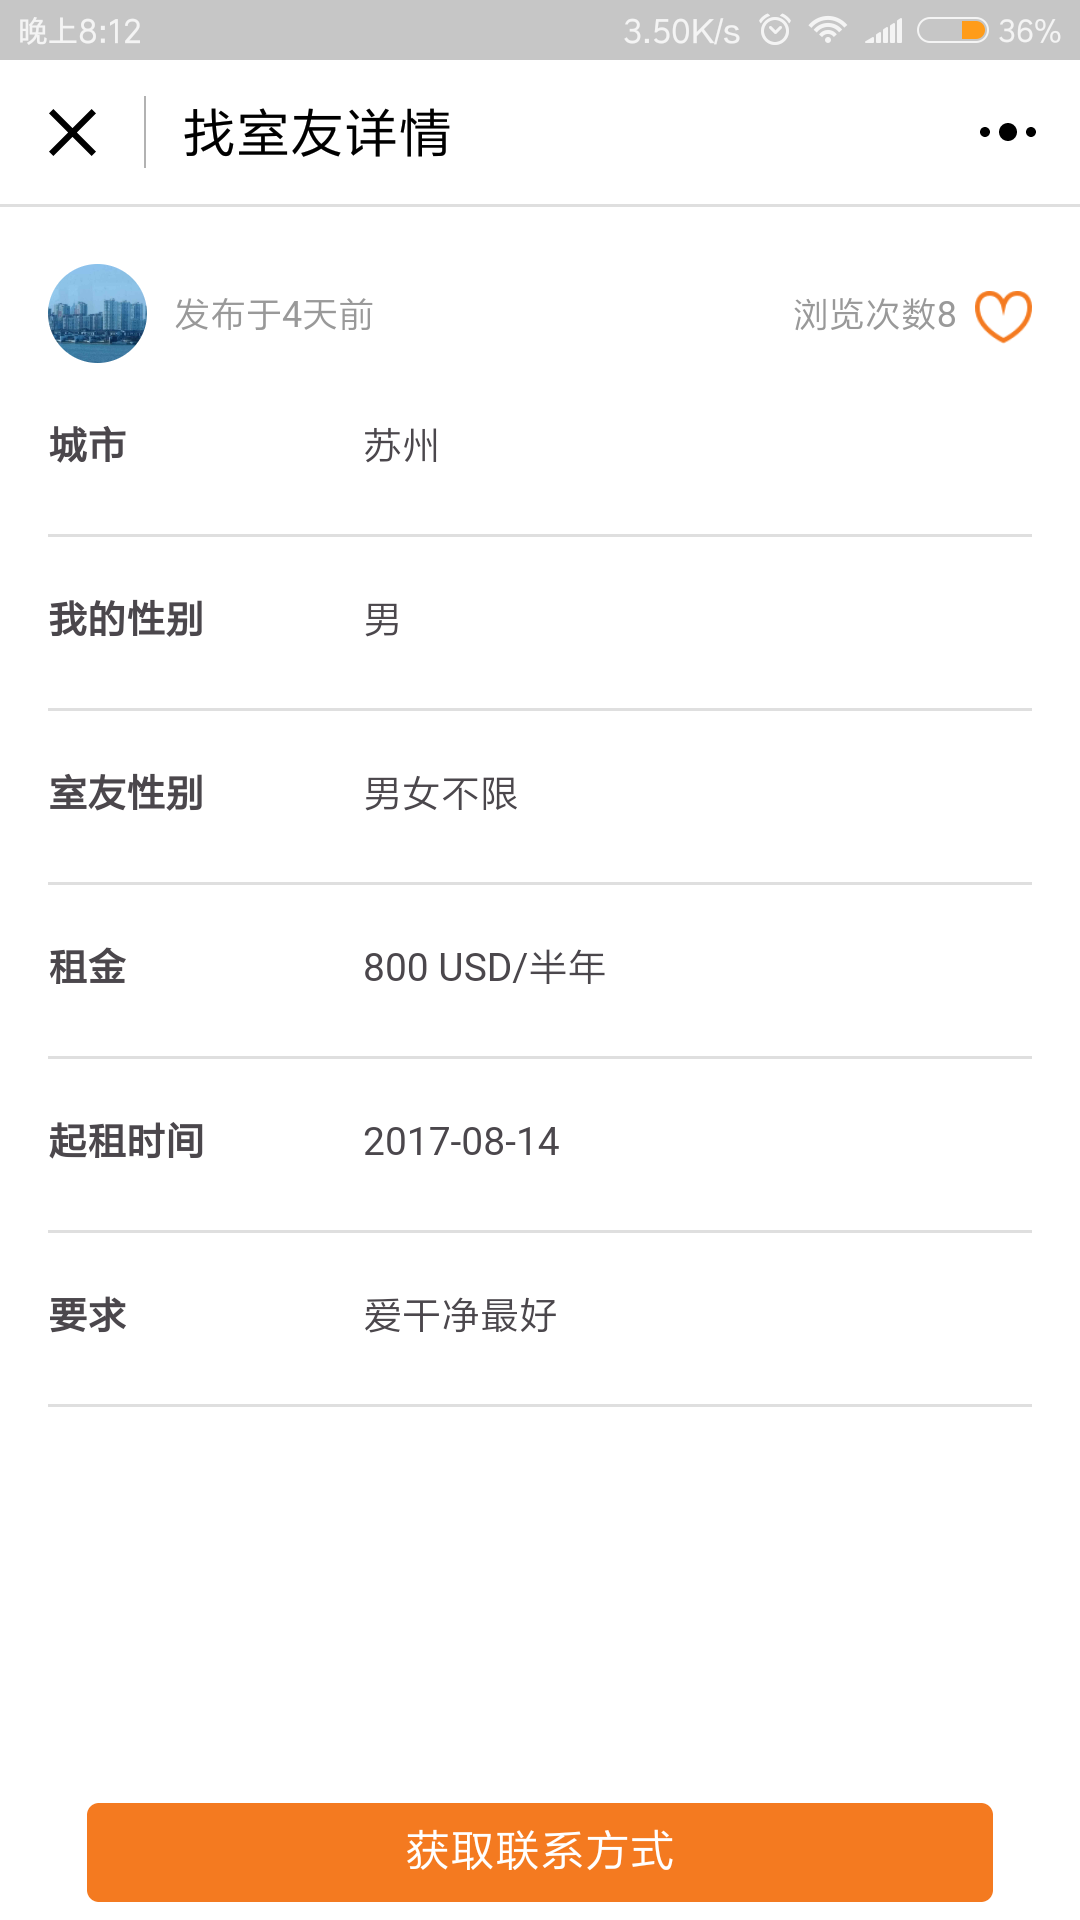 晚上8:12 3.50K/s 36%
找室友详情
发布于4天前 浏览次数8
城市 苏州
我的性别 男
室友性别 男女不限
租金 800 USD/半年
起租时间 2017-08-14
要求 爱干净最好
获取联系方式